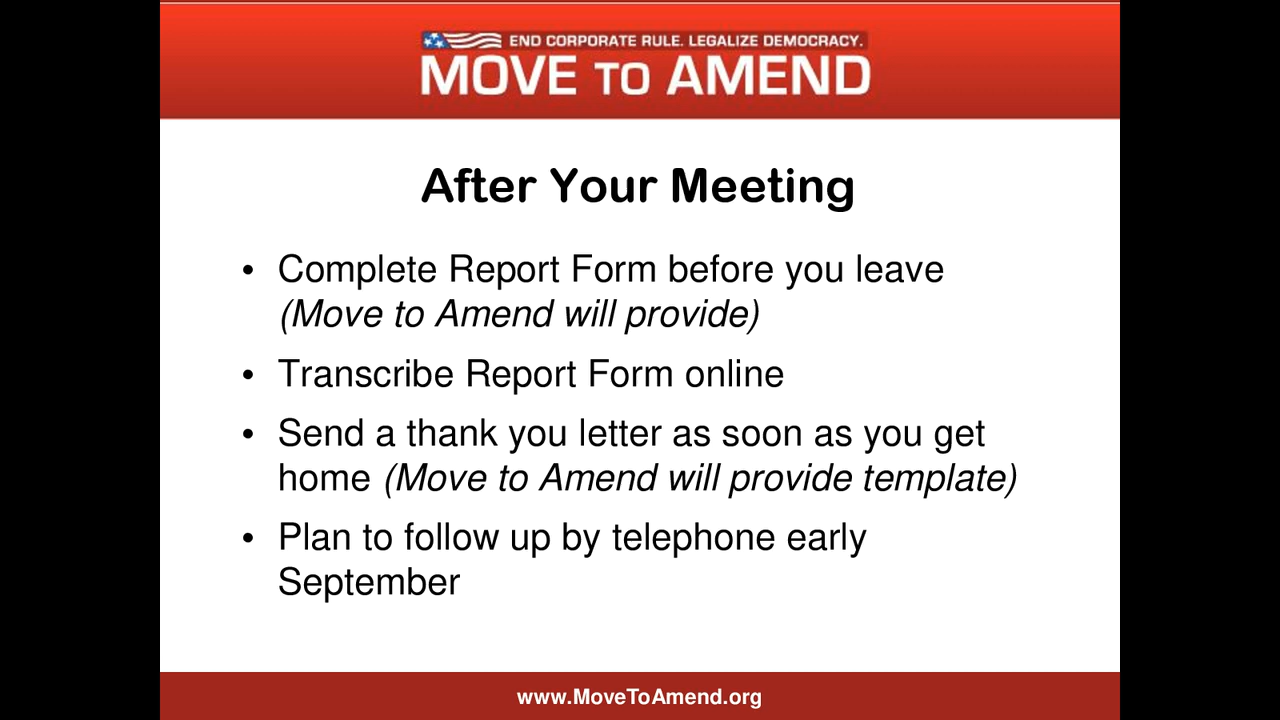 END CORPORATE RULE. LEGALIZE DEMOCRACY.
MOVE TO AMEND
After Your Meeting
• Complete Report Form before you leave
(Move to Amend will provide)
• Transcribe Report Form online
• Send a thank you letter as soon as you get
home (Move to Amend will provide template)
• Plan to follow up by telephone early
September
www.MoveToAmend.org